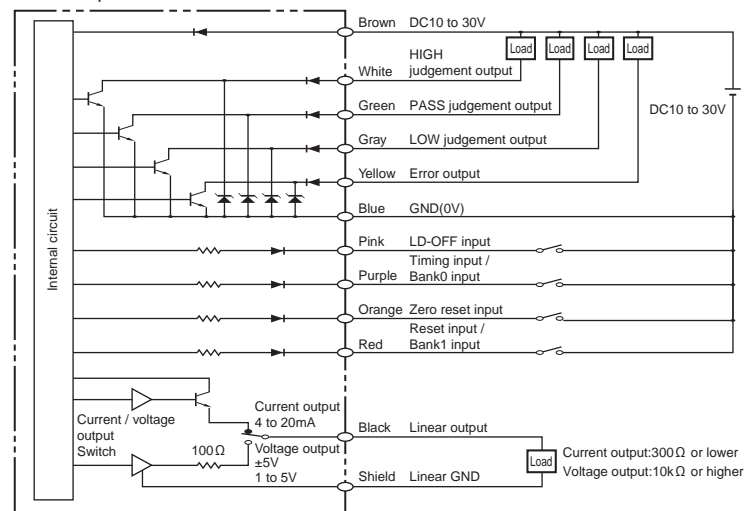 Brown DC10 to 30V
Load Load Load Load
HIGH
White judgement output
Green PASS judgement output
DC10 to 30V
Gray LOW judgement output
Yellow Error output
Blue GND(0V)
Internal circuit
Pink LD-OFF input
Timing input /
Purple Bank0 input
Orange Zero reset input
Reset input /
Red Bank1 input
Current output
4 to 20mA
Black Linear output
Current / voltage
output
Switch
100Ω
Voltage output
±5V
1 to 5V
Load
Current output:300Ω or lower
Voltage output:10kΩ or higher
Shield Linear GND